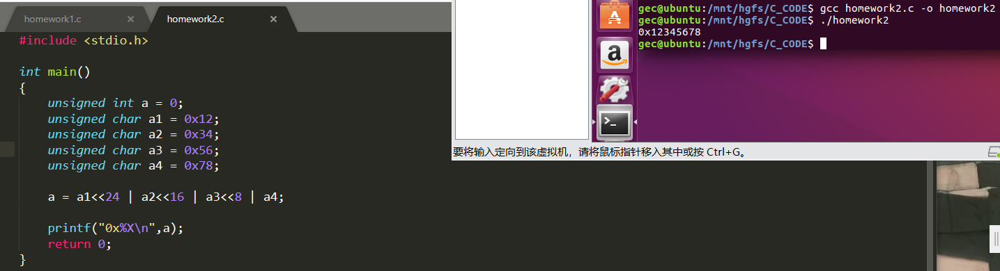 homework1.c
homework2.c
#include <stdio.h>
int main()
{
unsigned int a = 0;
unsigned char a1 = 0x12;
unsigned char a2 = 0x34;
unsigned char a3 = 0x56;
unsigned char a4 = 0x78;
a = a1<<24 | a2<<16 | a3<<8 | a4;
printf("0x%X\n",a);
return 0;
}
gec@ubuntu:/mnt/hgfs/C_CODE$ gcc homework2.c -o homework2
gec@ubuntu:/mnt/hgfs/C_CODE$ ./homework2
0x12345678
gec@ubuntu:/mnt/hgfs/C_CODE$
要将输入定向到该虚拟机，请将鼠标指针移入其中或按 Ctrl+G。